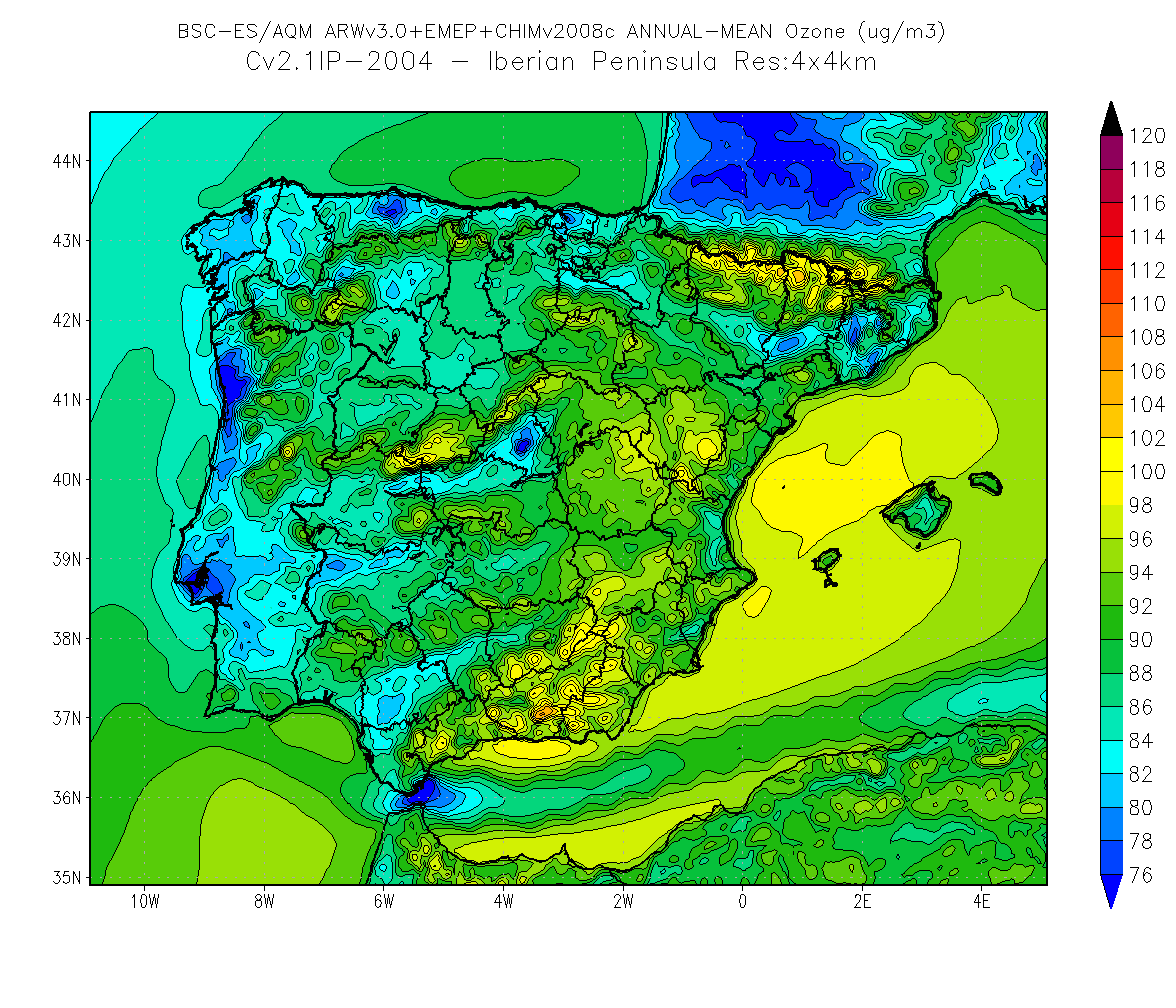 BSC-ES/AQM ARWv3.0+EMEP+CHIMv2008c ANNUAL-MEAN Ozone (ug/m3)
Cv2.1IP-2004 - Iberian Peninsula Res:4x4km
44N
43N
42N
41N
40N
39N
38N
37N
36N
35N
10W 8W 6W 4W 2W 0 2E 4E
120
118
116
114
112
110
108
106
104
102
100
98
96
94
92
90
88
86
84
82
80
78
76